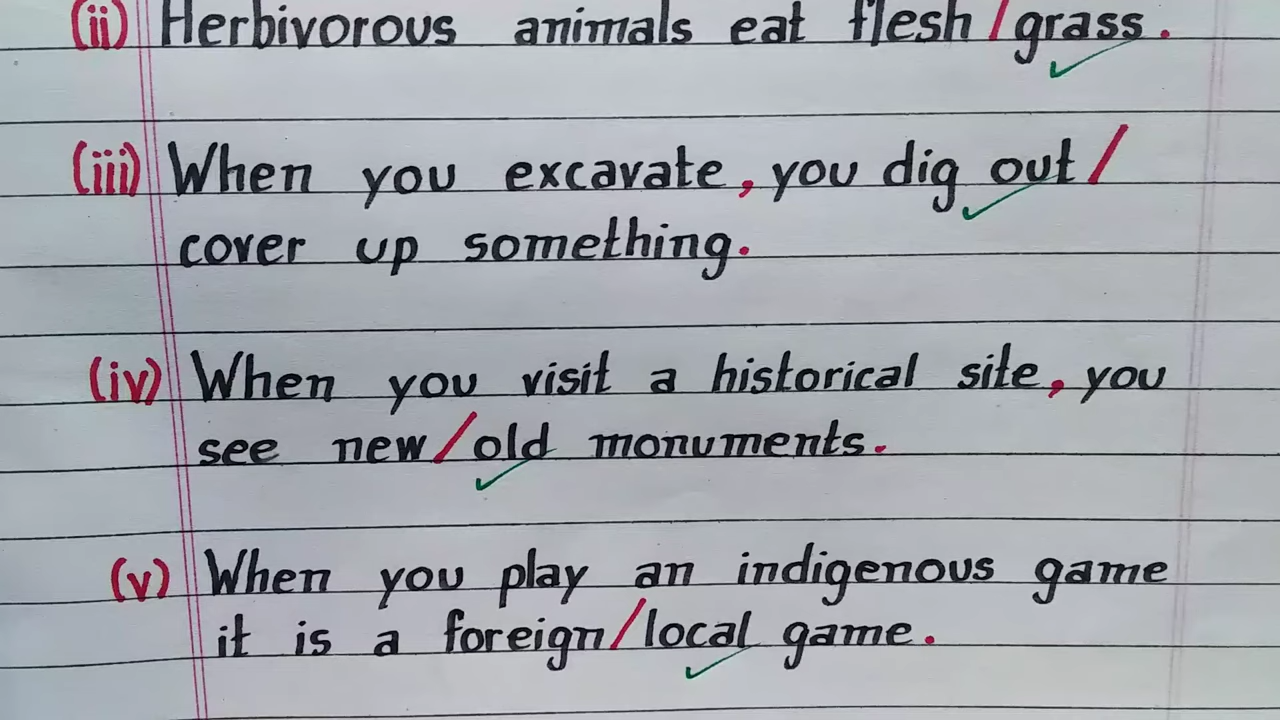 (ii) Herbivorous animals eat flesh/grass.
(iii) When you excavate, you dig out/
cover up something.
(iv) When you visit a historical site, you
see new/old monuments.
(v) When you play an indigenous game
it is a foreign/local game.